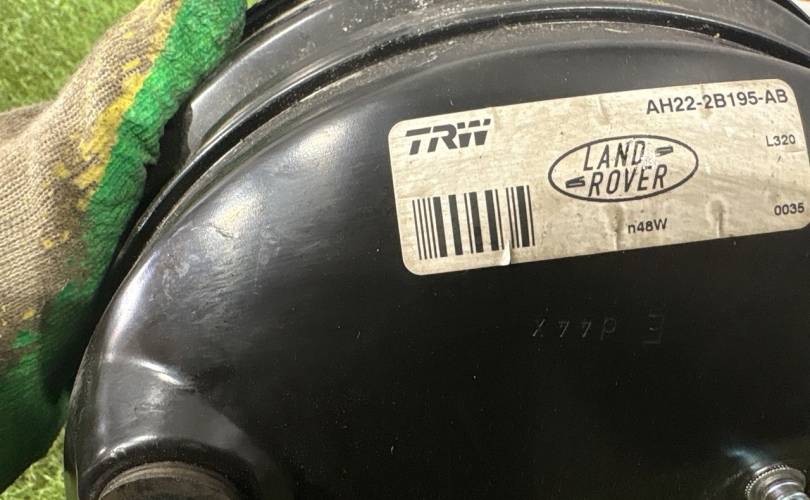 AH22-2B195-AB
TRW
L320
LAND
ROVER
0035
n48W